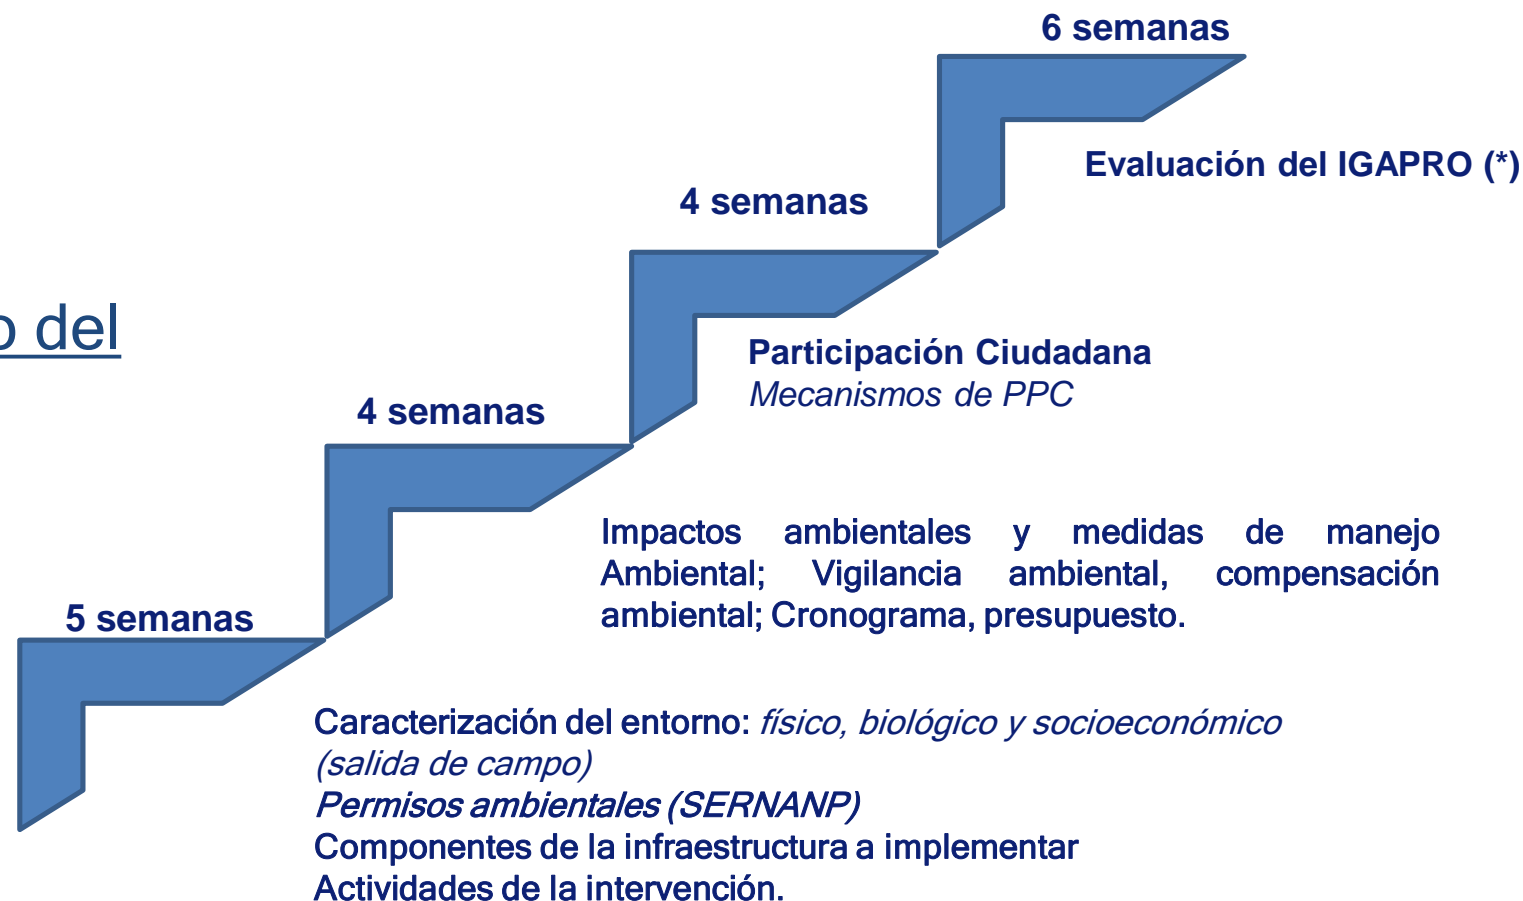 6 semanas
Evaluación del IGAPRO (*)
4 semanas
o del
Participación Ciudadana
Mecanismos de PPC
4 semanas
Impactos ambientales y medidas de manejo
Ambiental; Vigilancia ambiental, compensación
ambiental; Cronograma, presupuesto.
5 semanas
Caracterización del entorno: físico, biológico y socioeconómico
(salida de campo)
Permisos ambientales (SERNANP)
Componentes de la infraestructura a implementar
Actividades de la intervención.